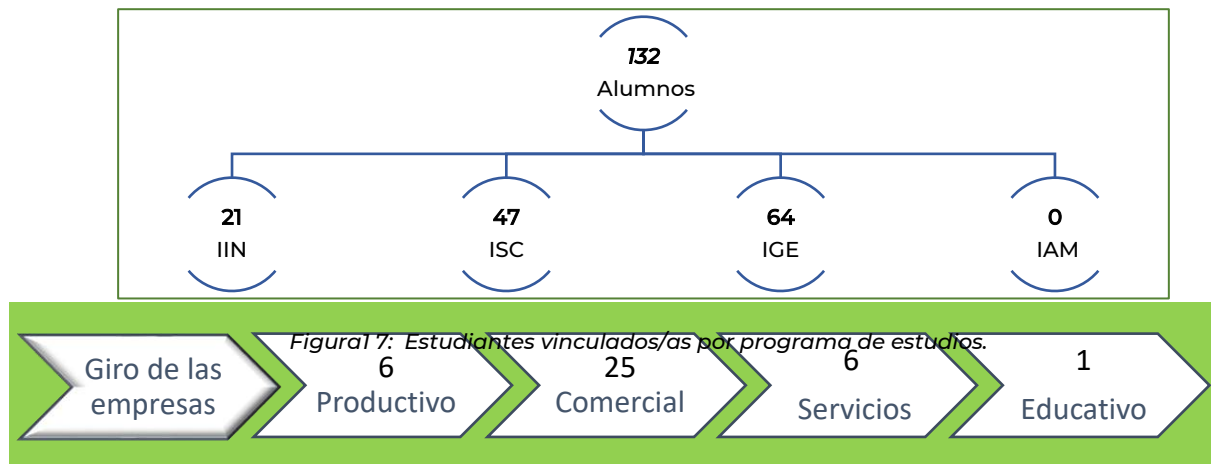 132
Alumnos
21
IIN
47
ISC
64
IGE
0
IAM
Figura1 7: Estudiantes vinculados/as por programa de estudios.
Giro de las
empresas
6
Productivo
25
Comercial
6
Servicios
1
Educativo